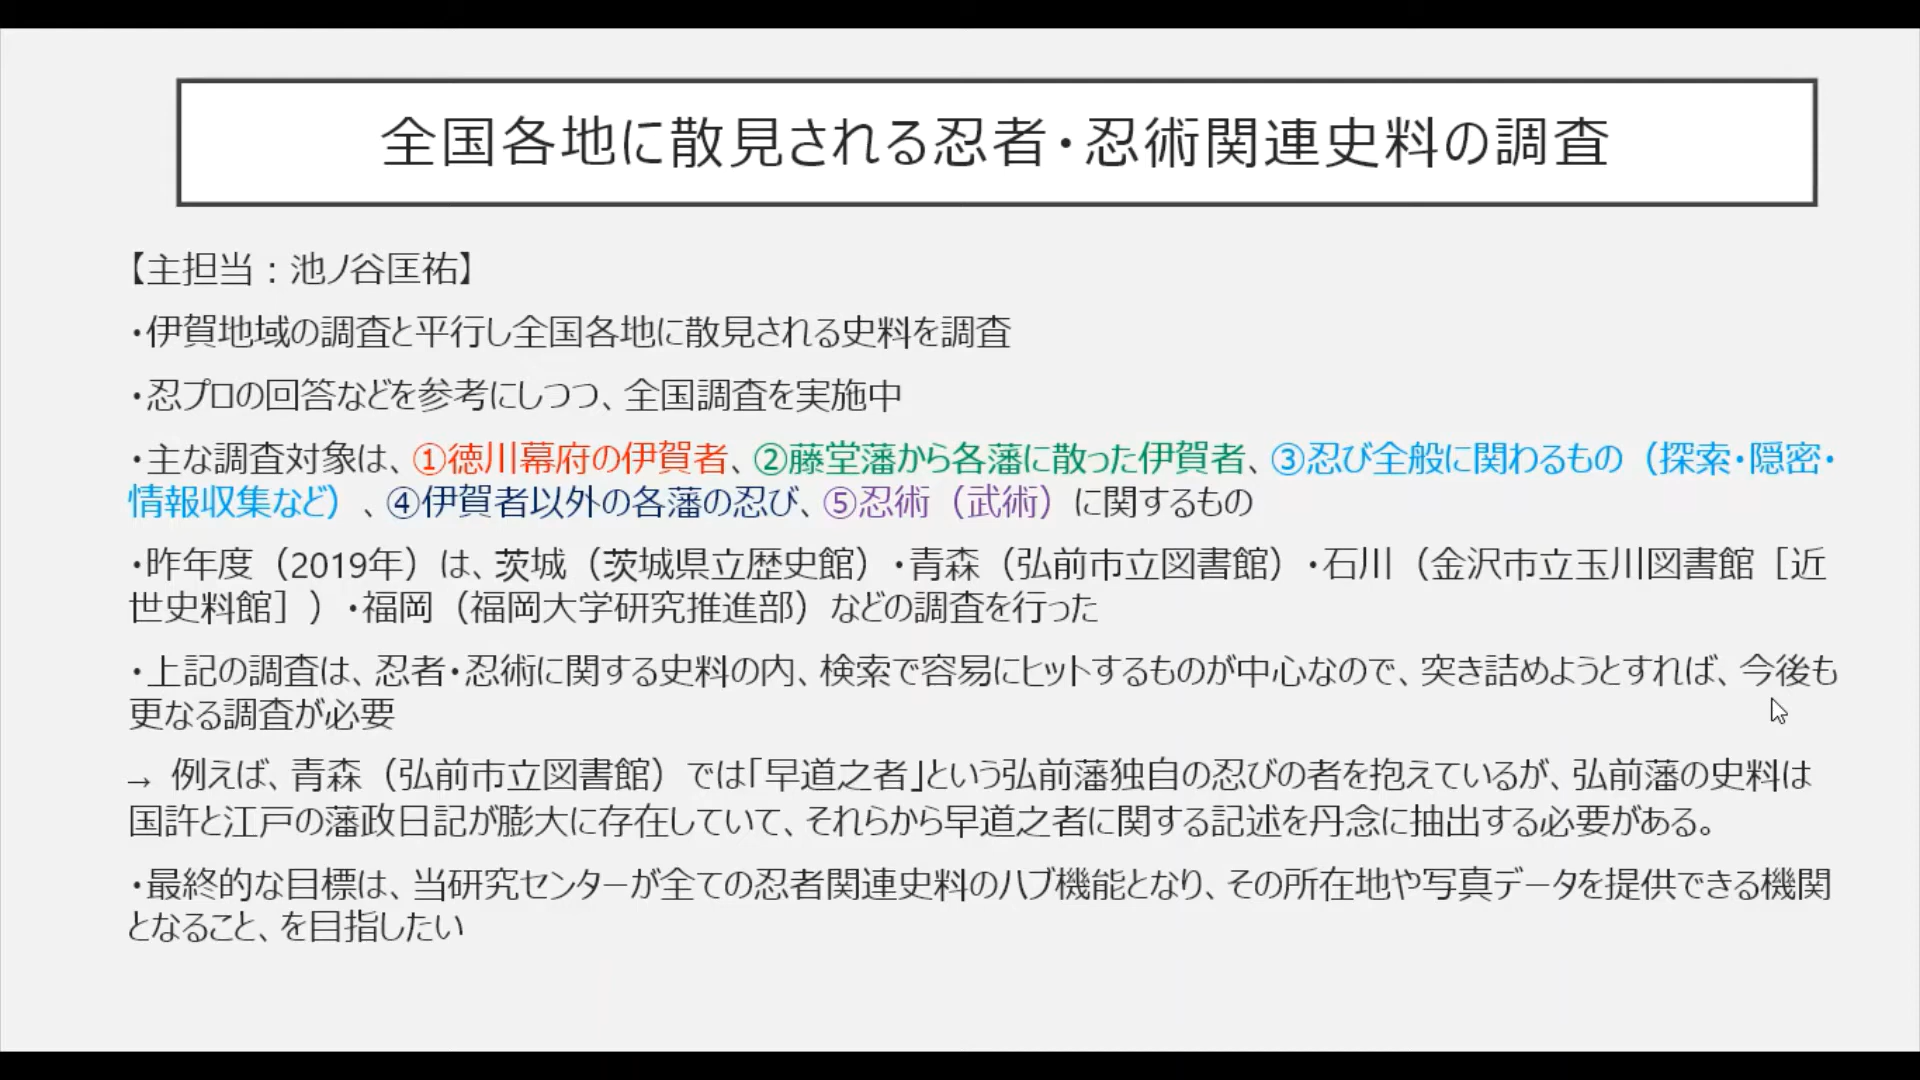 全国各地に散見される忍者・忍術関連史料の調査
【主担当：池ノ谷匡祐】
・伊賀地域の調査と平行し全国各地に散見される史料を調査
・忍プロの回答などを参考にしつつ、全国調査を実施中
・主な調査対象は、①徳川幕府の伊賀者、②藤堂藩から各藩に散った伊賀者、③忍び全般に関わるもの（探索・隠密・
情報収集など）、④伊賀者以外の各藩の忍び、⑤忍術（武術）に関するもの
・昨年度（2019年）は、茨城（茨城県立歴史館）・青森（弘前市立図書館）・石川（金沢市立玉川図書館［近
世史料館］）・福岡（福岡大学研究推進部）などの調査を行った
・上記の調査は、忍者・忍術に関する史料の内、検索で容易にヒットするものが中心なので、突き詰めようとすれば、今後も
更なる調査が必要
→ 例えば、青森（弘前市立図書館）では「早道之者」という弘前藩独自の忍びの者を抱えているが、弘前藩の史料は
国許と江戸の藩政日記が膨大に存在していて、それらから早道之者に関する記述を丹念に抽出する必要がある。
・最終的な目標は、当研究センターが全ての忍者関連史料のハブ機能となり、その所在地や写真データを提供できる機関
となること、を目指したい